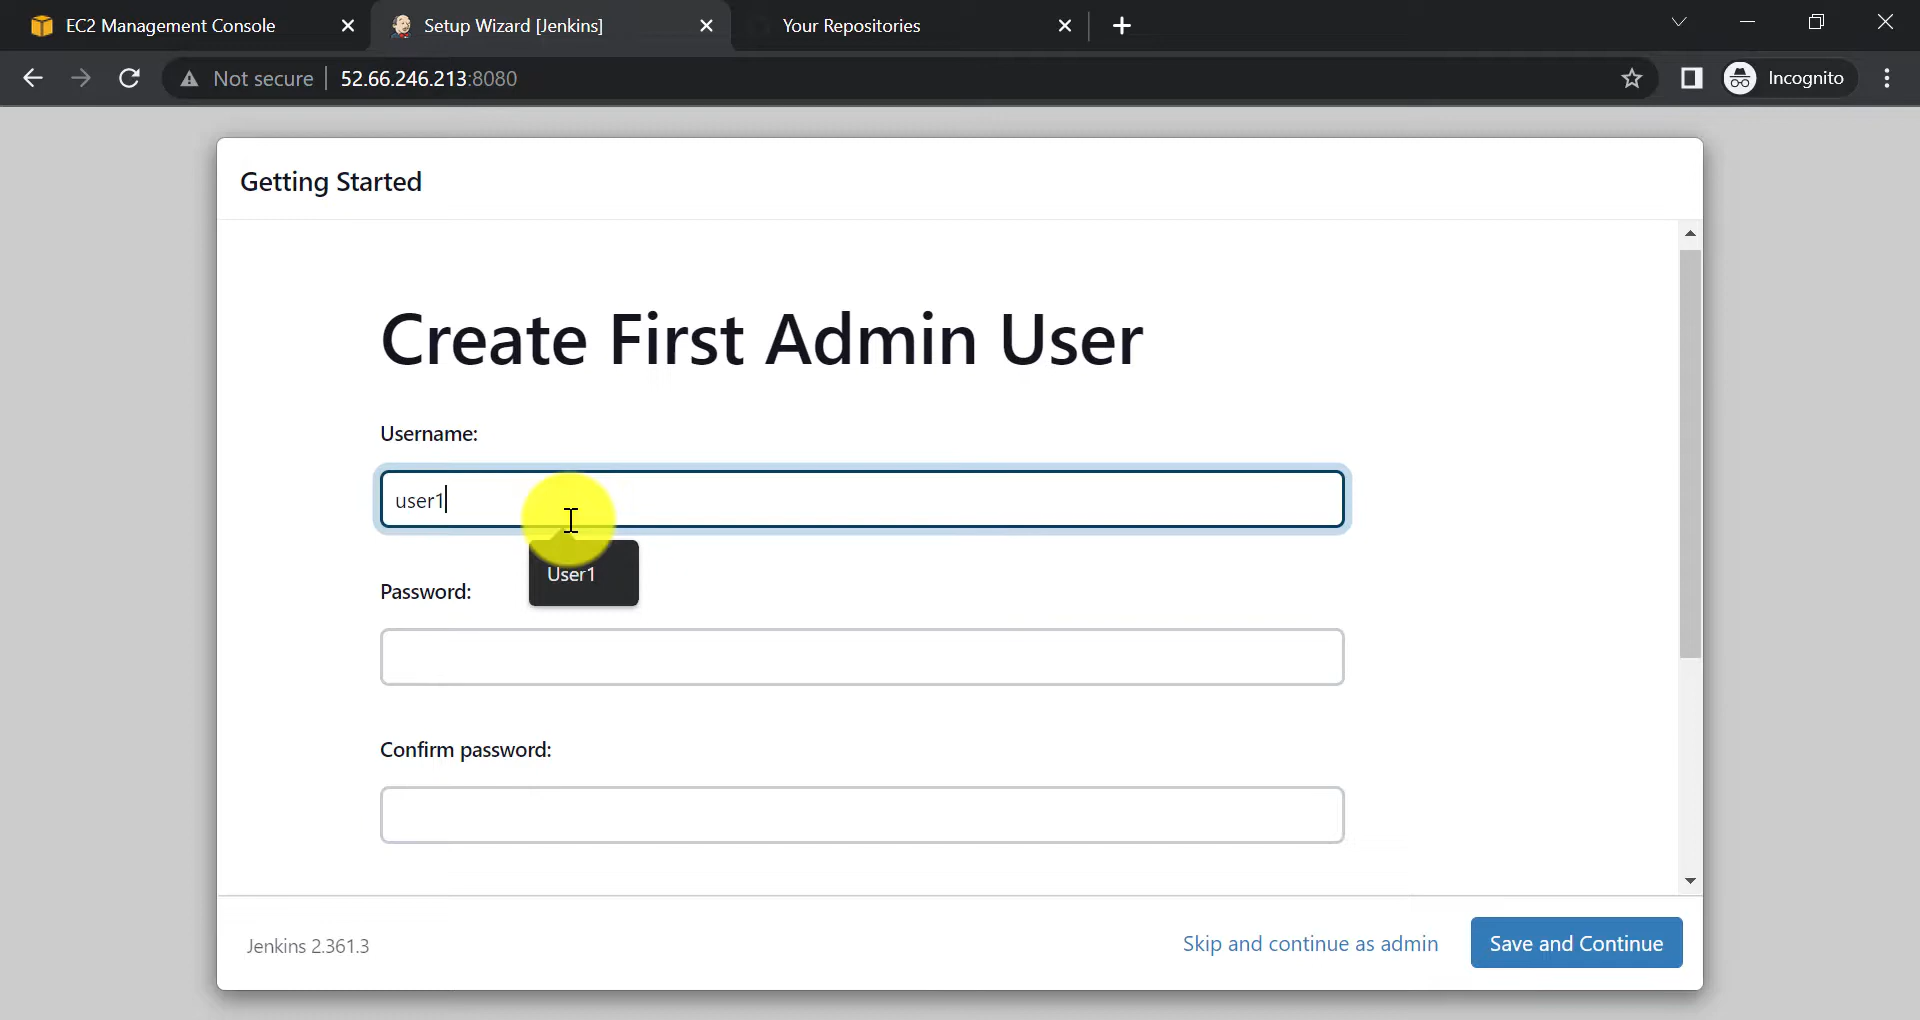 EC2 Management Console
Setup Wizard [Jenkins]
Your Repositories
Not secure
52.66.246.213:8080
Incognito
Getting Started
Create First Admin User
Username:
user1
User1
Password:
Confirm password:
Jenkins 2.361.3
Skip and continue as admin
Save and Continue